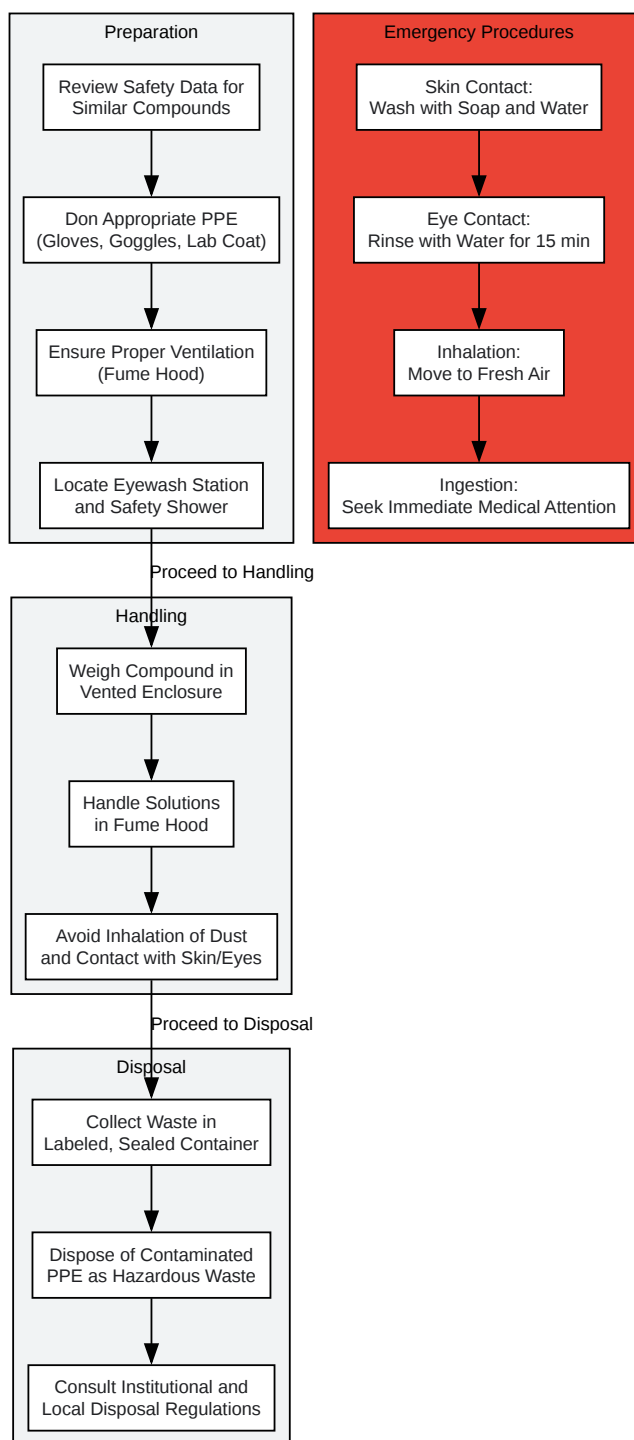 Preparation
Review Safety Data for
Similar Compounds
Don Appropriate PPE
(Gloves, Goggles, Lab Coat)
Ensure Proper Ventilation
(Fume Hood)
Locate Eyewash Station
and Safety Shower
Proceed to Handling
Handling
Weigh Compound in
Vented Enclosure
Handle Solutions
in Fume Hood
Avoid Inhalation of Dust
and Contact with Skin/Eyes
Proceed to Disposal
Disposal
Collect Waste in
Labeled, Sealed Container
Dispose of Contaminated
PPE as Hazardous Waste
Consult Institutional and
Local Disposal Regulations
Emergency Procedures
Skin Contact:
Wash with Soap and Water
Eye Contact:
Rinse with Water for 15 min
Inhalation:
Move to Fresh Air
Ingestion:
Seek Immediate Medical Attention